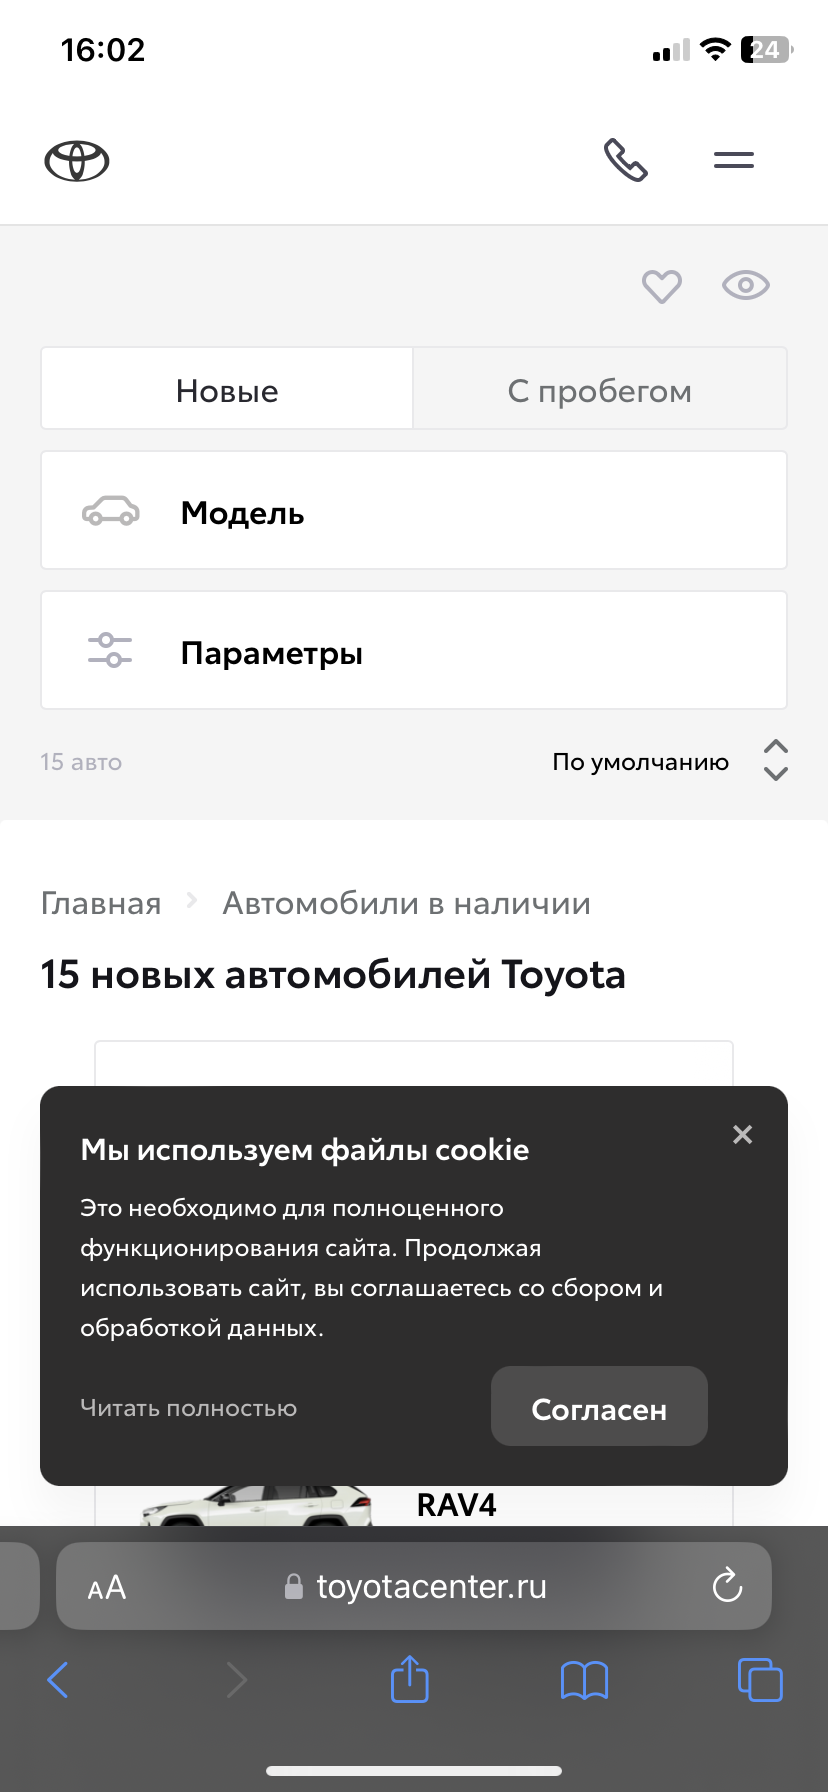 16:02
24
Новые
С пробегом
Модель
Параметры
15 авто
По умолчанию
Главная
Автомобили в наличии
15 новых автомобилей Toyota
Мы используем файлы cookie
Это необходимо для полноценного
функционирования сайта. Продолжая
использовать сайт, вы соглашаетесь со сбором и
обработкой данных.
Читать полностью
Согласен
RAV4
AA
toyotacenter.ru